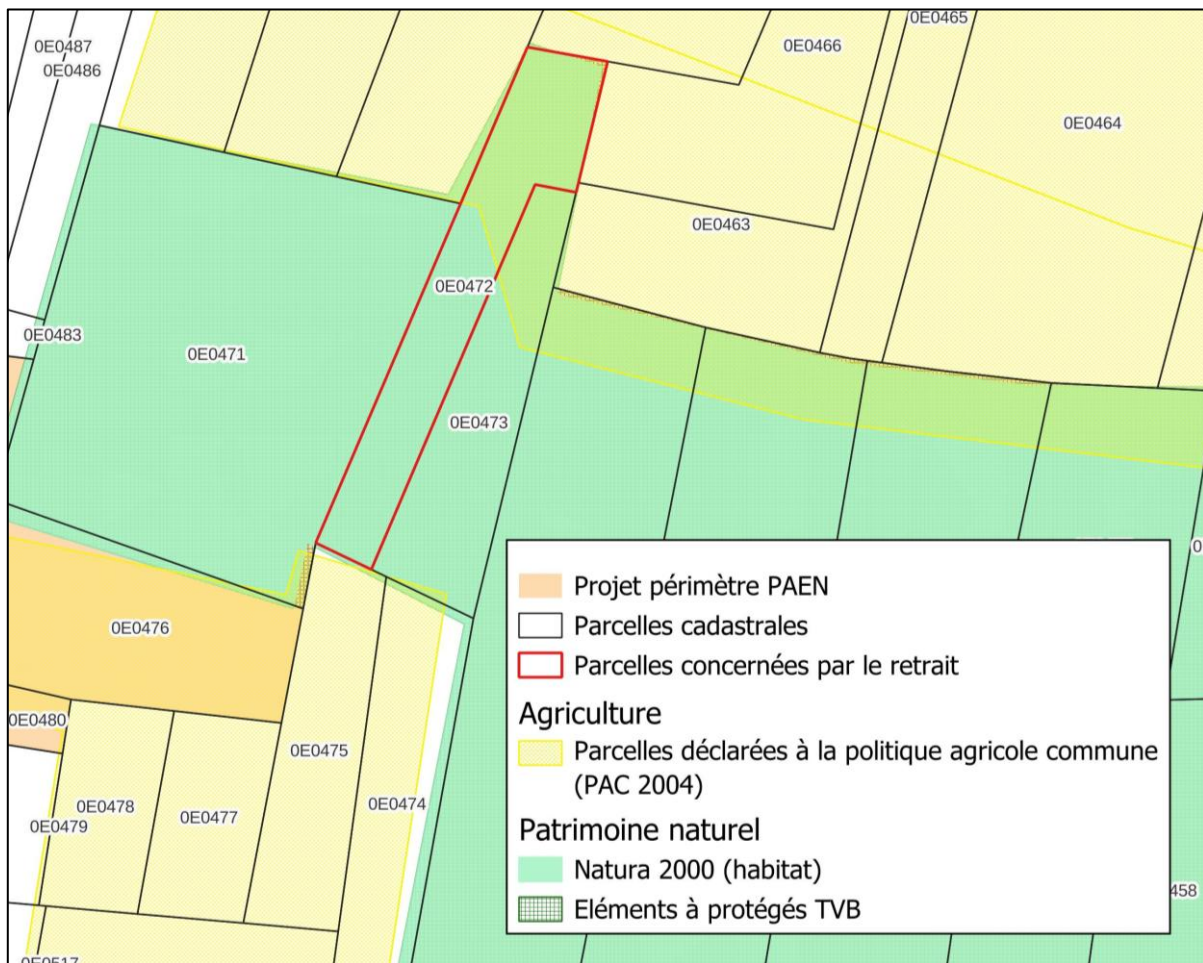 0E0465
0E0487
0E0466
0E0486
0E0464
0E0463
0E0472
0E0483
0E0471
0E0473
0E0476
0E0480
0E0475
0E0478
0E0474
0E0477
0E0479
458
0E0517
Projet périmètre PAEN
Parcelles cadastrales
Parcelles concernées par le retrait
Agriculture
Parcelles déclarées à la politique agricole commune
(PAC 2004)
Patrimoine naturel
Natura 2000 (habitat)
Eléments à protégés TVB